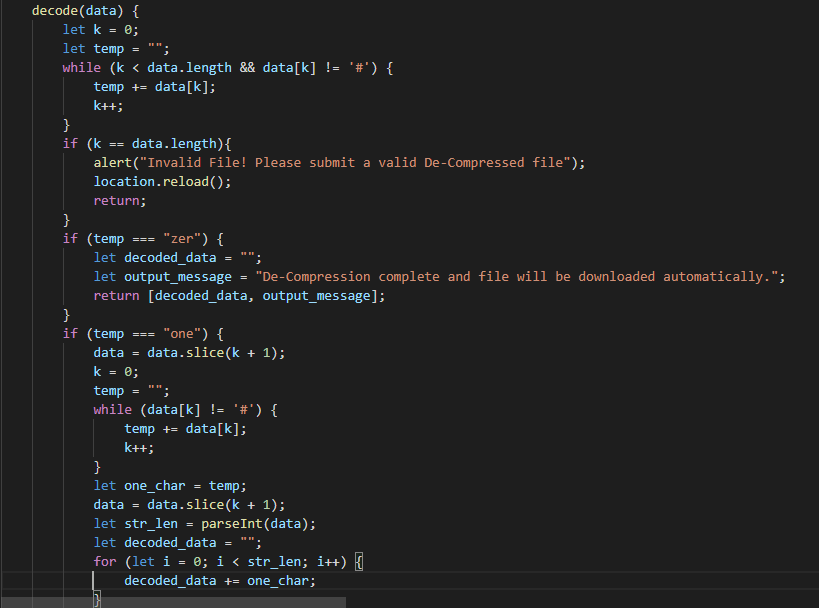 decode(data) {
let k = 0;
let temp = "";
while (k < data.length && data[k] != '#') {
temp += data[k];
k++;
}
if (k == data.length){
alert("Invalid File! Please submit a valid De-Compressed file");
location.reload();
return;
}
if (temp === "zer") {
let decoded_data = "";
let output_message = "De-Compression complete and file will be downloaded automatically.";
return [decoded_data, output_message];
}
if (temp === "one") {
data = data.slice(k + 1);
k = 0;
temp = "";
while (data[k] != '#') {
temp += data[k];
k++;
}
let one_char = temp;
data = data.slice(k + 1);
let str_len = parseInt(data);
let decoded_data = "";
for (let i = 0; i < str_len; i++) {
decoded_data += one_char;
}